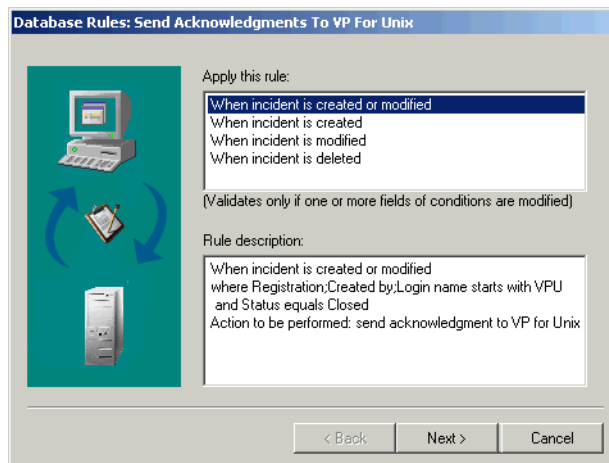 Database Rules: Send Acknowledgments To VP For Unix
Apply this rule:
When incident is created or modified
When incident is created
When incident is modified
When incident is deleted
(Validates only if one or more fields of conditions are modified)
Rule description:
When incident is created or modified
where Registration;Created by;Login name starts with VPU
and Status equals Closed
Action to be performed: send acknowledgment to VP for Unix
< Back
Next >
Cancel